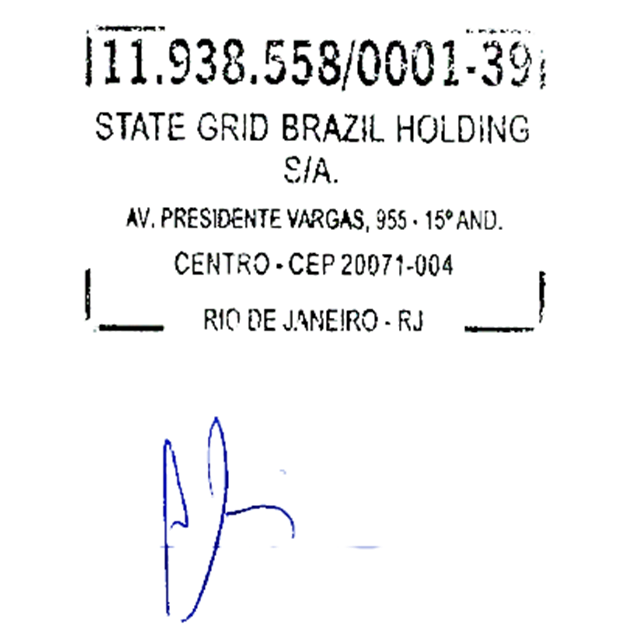 11.938.558/0001-39
STATE GRID BRAZIL HOLDING
S/A.
AV. PRESIDENTE VARGAS, 955 - 15º AND.
CENTRO - CEP 20071-004
RIO DE JANEIRO - RJ